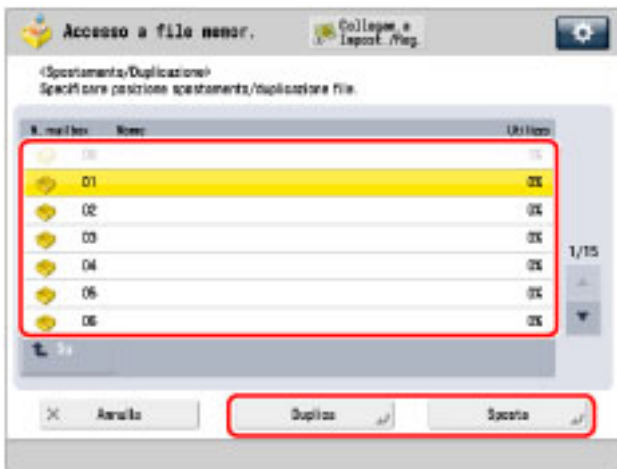 Accesso a file memor.
Collegam. a
Impost./Reg.
<Spostamento/Duplicazione>
Specificare posizione spostamento/duplicazione file.
N. mailbox Nome Utilizzo
00
01 0%
02 0%
03 0%
04 0%
05 0%
06 0%
1/15
Su
Annulla Duplica Sposta